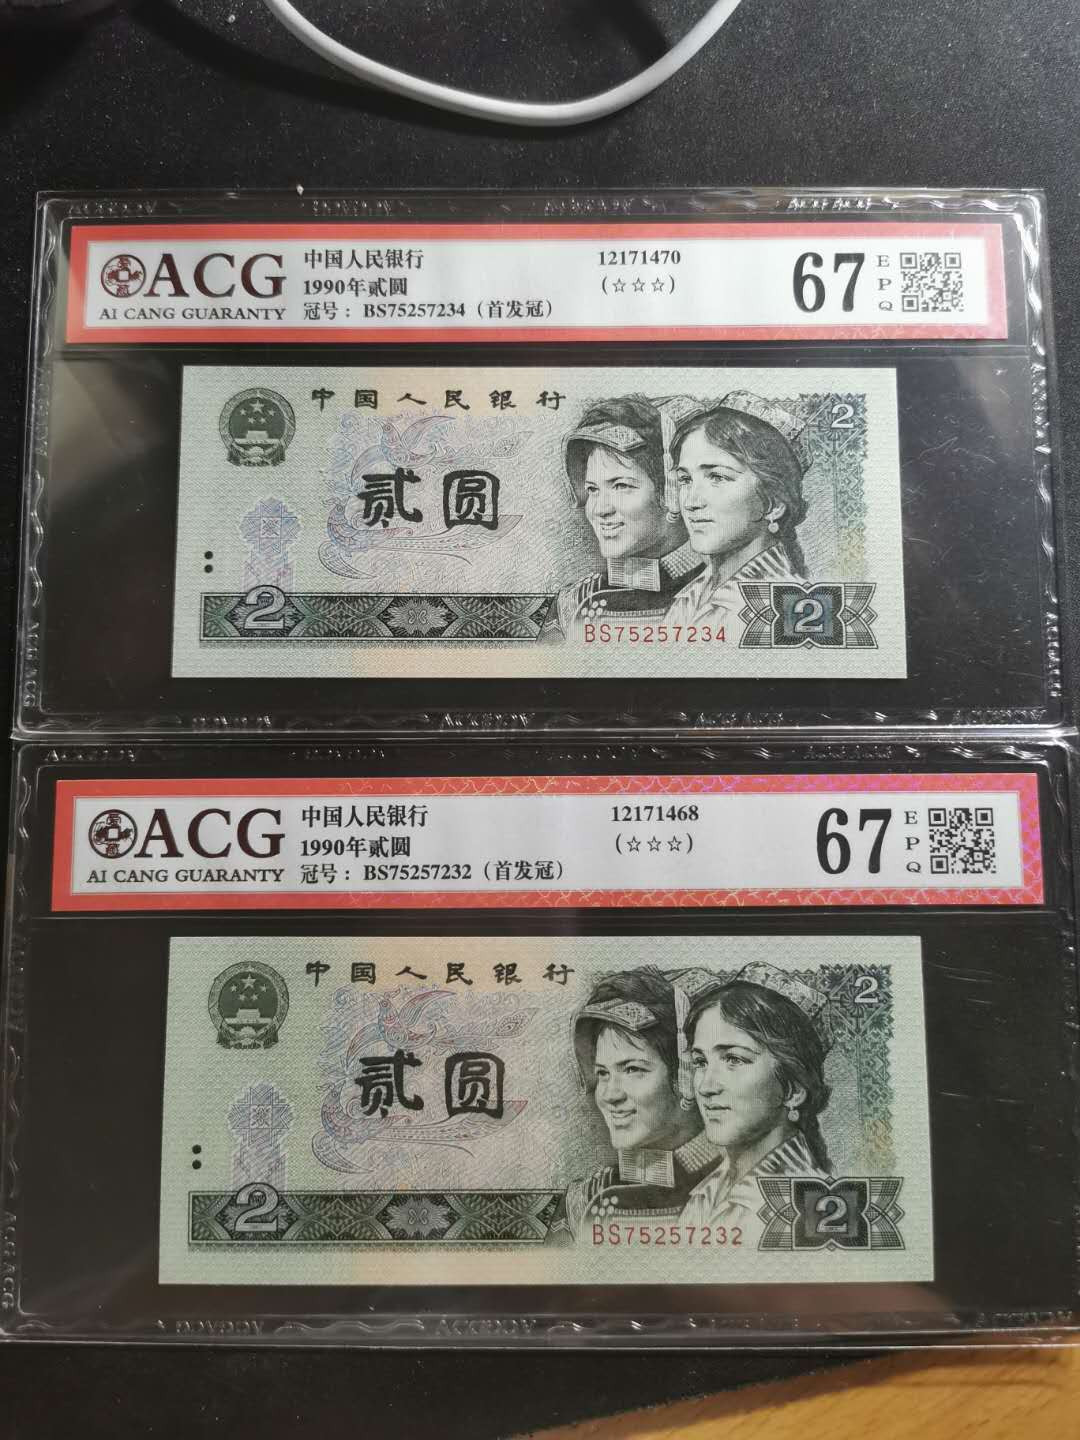 ACG
AI CANG GUARANTY
中国人民银行
1990年贰圆
冠号：BS75257234（首发冠）
12171470
(☆☆☆)
67
EPQ
中国人民银行
贰圆
2
2
BS75257234
2
ACG
AI CANG GUARANTY
中国人民银行
1990年贰圆
冠号：BS75257232（首发冠）
12171468
(☆☆☆)
67
EPQ
中国人民银行
贰圆
2
2
BS75257232
2